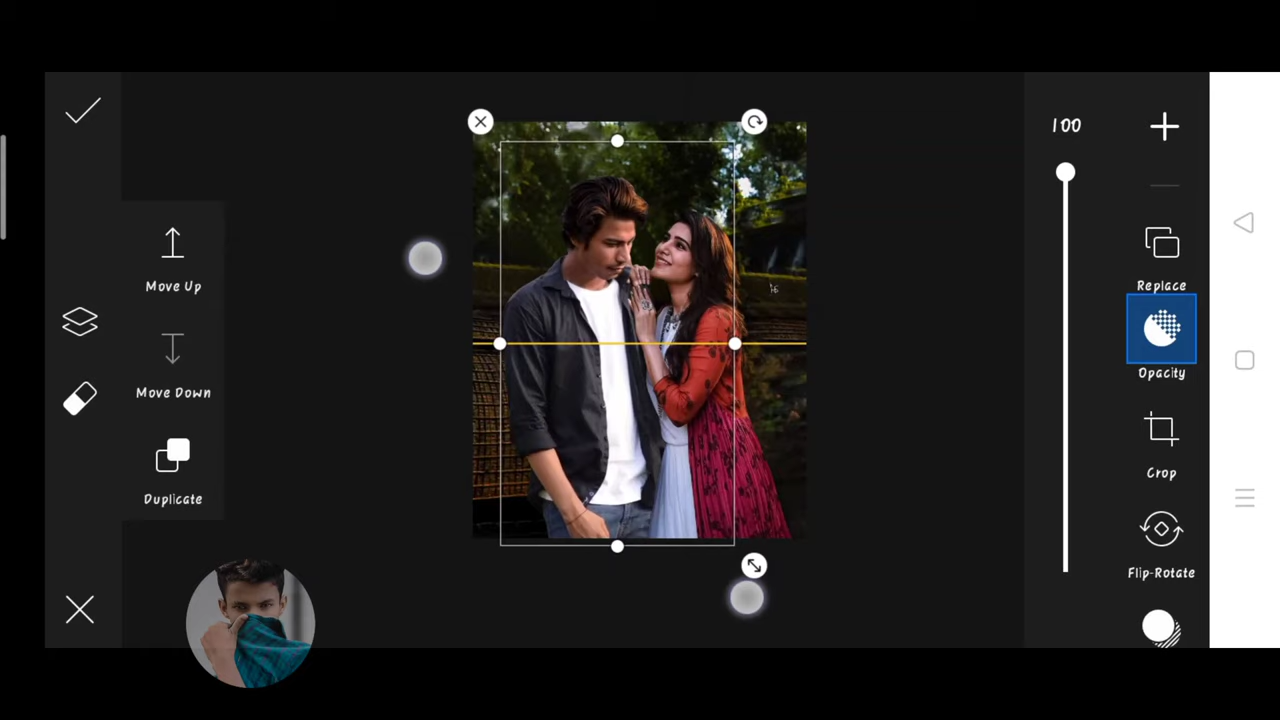 100
Move Up
Replace
Move Down
Opacity
Crop
Duplicate
Flip-Rotate